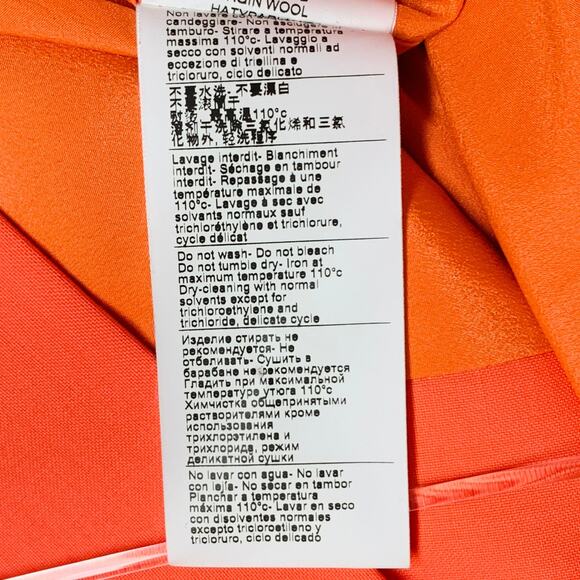 VIRGIN WOOL
Non lavare
candeggiare- Non asciugare in
tamburo- Stirare a temperatura
massima 110°c- Lavaggio a
secco con solventi normali ad
eccezione di trielina e
tricloruro, ciclo delicato
不要水洗- 不要漂白
不要滚筒干
耐烫,最高温110°c
溶剂干洗除三氯化烯和三氯
化物外, 轻洗程序
Lavage interdit- Blanchiment
interdit- Séchage en tambour
interdit- Repassage à une
température maximale de
110°c- Lavage à sec avec
solvants normaux sauf
trichloréthylène et trichlorure,
cycle délicat
Do not wash- Do not bleach
Do not tumble dry- Iron at
maximum temperature 110°c
Dry-cleaning with normal
solvents except for
trichloroethylene and
trichloride, delicate cycle
Изделие стирать не
рекомендуется- Не
отбеливать- Сушить в
барабане не рекомендуется
Гладить при максимальной
температуре утюга 110°c
Химчистка общепринятыми
растворителями кроме
использования
трихлорэтилена и
трихлорида, режим
деликатной сушки
No lavar con agua- No lavar
con lejía- No secar en tambor
Planchar a temperatura
máxima 110°c- Lavar en seco
con disolventes normales
excepto tricloroetileno y
tricloruro, ciclo delicado